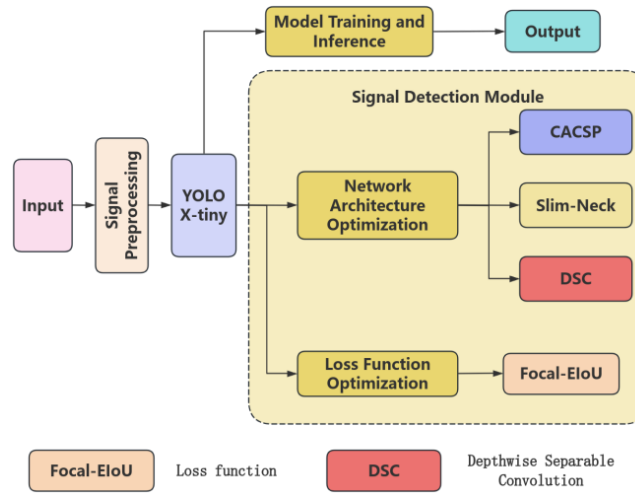 Model Training and
Inference
Output
Signal Detection Module
CACSP
Input
Signal
Preprocessing
YOLO
X-tiny
Network
Architecture
Optimization
Slim-Neck
DSC
Loss Function
Optimization
Focal-EIoU
Focal-EIoU
Loss function
DSC
Depthwise Separable
Convolution